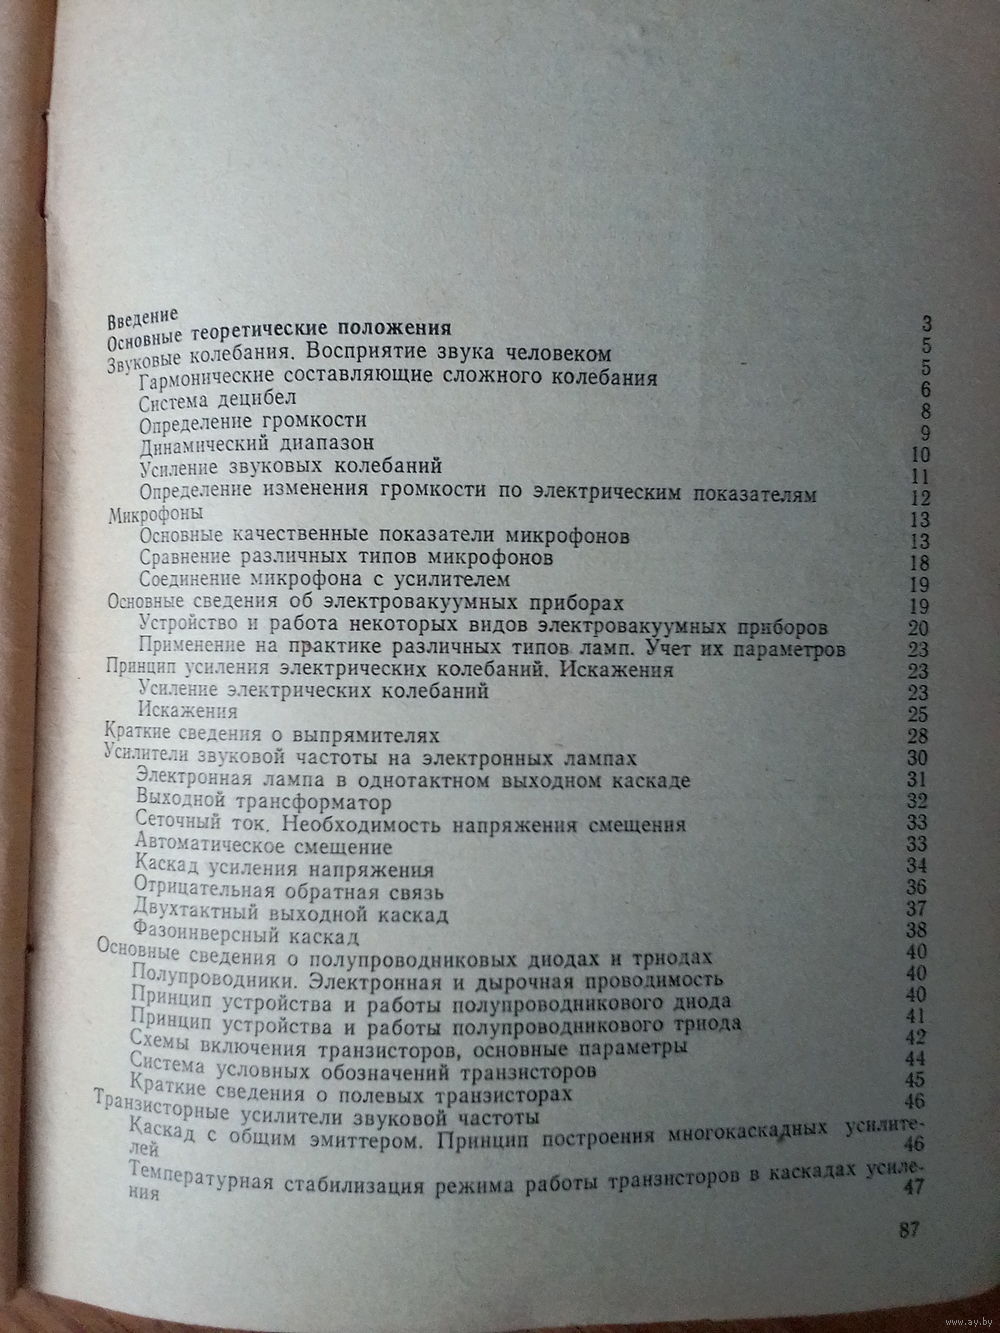 Введение 3
Основные теоретические положения 5
Звуковые колебания. Восприятие звука человеком 5
Гармонические составляющие сложного колебания 6
Система децибел 8
Определение громкости 9
Динамический диапазон 10
Усиление звуковых колебаний 11
Определение изменения громкости по электрическим показателям 12
Микрофоны 13
Основные качественные показатели микрофонов 13
Сравнение различных типов микрофонов 18
Соединение микрофона с усилителем 19
Основные сведения об электровакуумных приборах 19
Устройство и работа некоторых видов электровакуумных приборов 20
Применение на практике различных типов ламп. Учет их параметров 23
Принцип усиления электрических колебаний. Искажения 23
Усиление электрических колебаний 23
Искажения 25
Краткие сведения о выпрямителях 28
Усилители звуковой частоты на электронных лампах 30
Электронная лампа в однотактном выходном каскаде 31
Выходной трансформатор 32
Сеточный ток. Необходимость напряжения смещения 33
Автоматическое смещение 33
Каскад усиления напряжения 34
Отрицательная обратная связь 36
Двухтактный выходной каскад 37
Фазоинверсный каскад 38
Основные сведения о полупроводниковых диодах и триодах 40
Полупроводники. Электронная и дырочная проводимость 40
Принцип устройства и работы полупроводникового диода 40
Принцип устройства и работы полупроводникового триода 41
Схемы включения транзисторов, основные параметры 42
Система условных обозначений транзисторов 44
Краткие сведения о полевых транзисторах 45
Транзисторные усилители звуковой частоты 46
Каскад с общим эмиттером. Принцип построения многокаскадных усилите-
лей 46
Температурная стабилизация режима работы транзисторов в каскадах усиле-
ния 47
87
www.ay.by